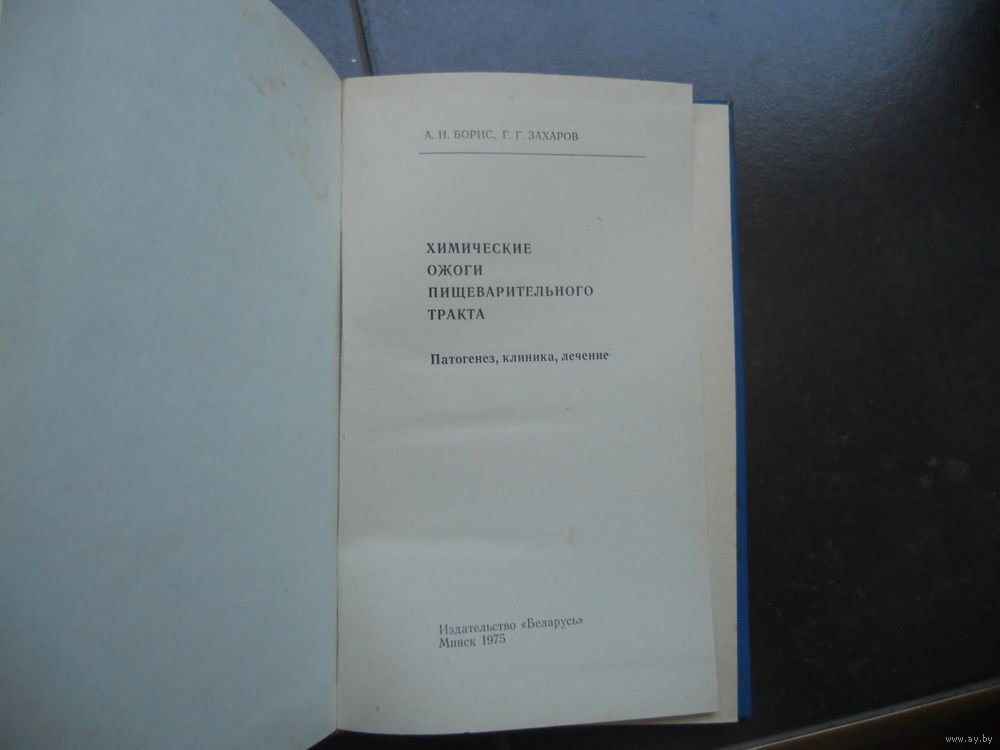 А. И. БОРИС, Г. Г. ЗАХАРОВ
ХИМИЧЕСКИЕ
ОЖОГИ
ПИЩЕВАРИТЕЛЬНОГО
ТРАКТА
Патогенез, клиника, лечение
Издательство «Беларусь»
Минск 1975
www.ay.by